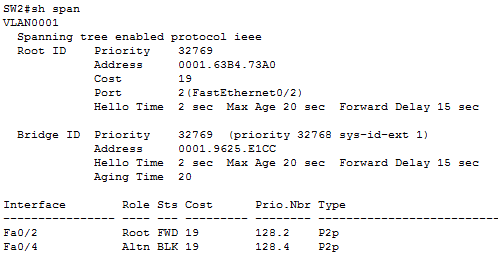 SW2#sh span
VLAN0001
  Spanning tree enabled protocol ieee
  Root ID    Priority    32769
             Address     0001.63B4.73A0
             Cost        19
             Port        2(FastEthernet0/2)
             Hello Time  2 sec  Max Age 20 sec  Forward Delay 15 sec

  Bridge ID  Priority    32769  (priority 32768 sys-id-ext 1)
             Address     0001.9625.E1CC
             Hello Time  2 sec  Max Age 20 sec  Forward Delay 15 sec
             Aging Time  20

Interface        Role Sts Cost      Prio.Nbr Type
---------------- ---- --- --------- -------- --------------------------------
Fa0/2            Root FWD 19        128.2    P2p
Fa0/4            Altn BLK 19        128.4    P2p